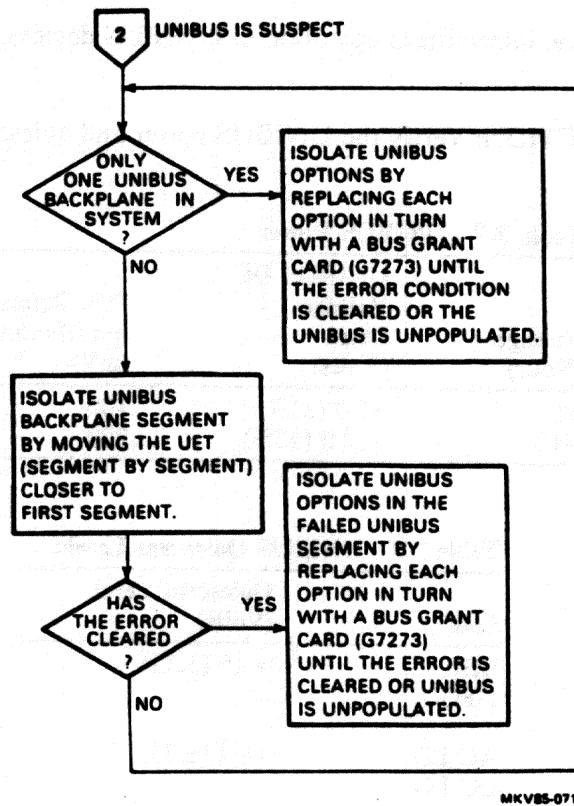 2
UNIBUS IS SUSPECT
ONLY
ONE UNIBUS
BACKPLANE IN
SYSTEM
?
YES
NO
ISOLATE UNIBUS
OPTIONS BY
REPLACING EACH
OPTION IN TURN
WITH A BUS GRANT
CARD (G7273) UNTIL
THE ERROR CONDITION
IS CLEARED OR THE
UNIBUS IS UNPOPULATED.
ISOLATE UNIBUS
BACKPLANE SEGMENT
BY MOVING THE UET
(SEGMENT BY SEGMENT)
CLOSER TO
FIRST SEGMENT.
HAS
THE ERROR
CLEARED
?
YES
NO
ISOLATE UNIBUS
OPTIONS IN THE
FAILED UNIBUS
SEGMENT BY
REPLACING EACH
OPTION IN TURN
WITH A BUS GRANT
CARD (G7273)
UNTIL THE ERROR IS
CLEARED OR UNIBUS
IS UNPOPULATED.
MKV85-071